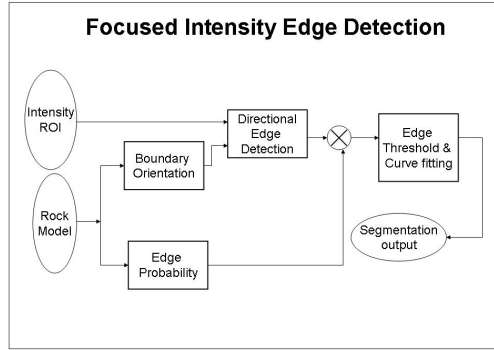 Focused Intensity Edge Detection
Intensity
ROI
Directional
Edge
Detection
Edge
Threshold &
Curve fitting
Boundary
Orientation
Rock
Model
Segmentation
output
Edge
Probability